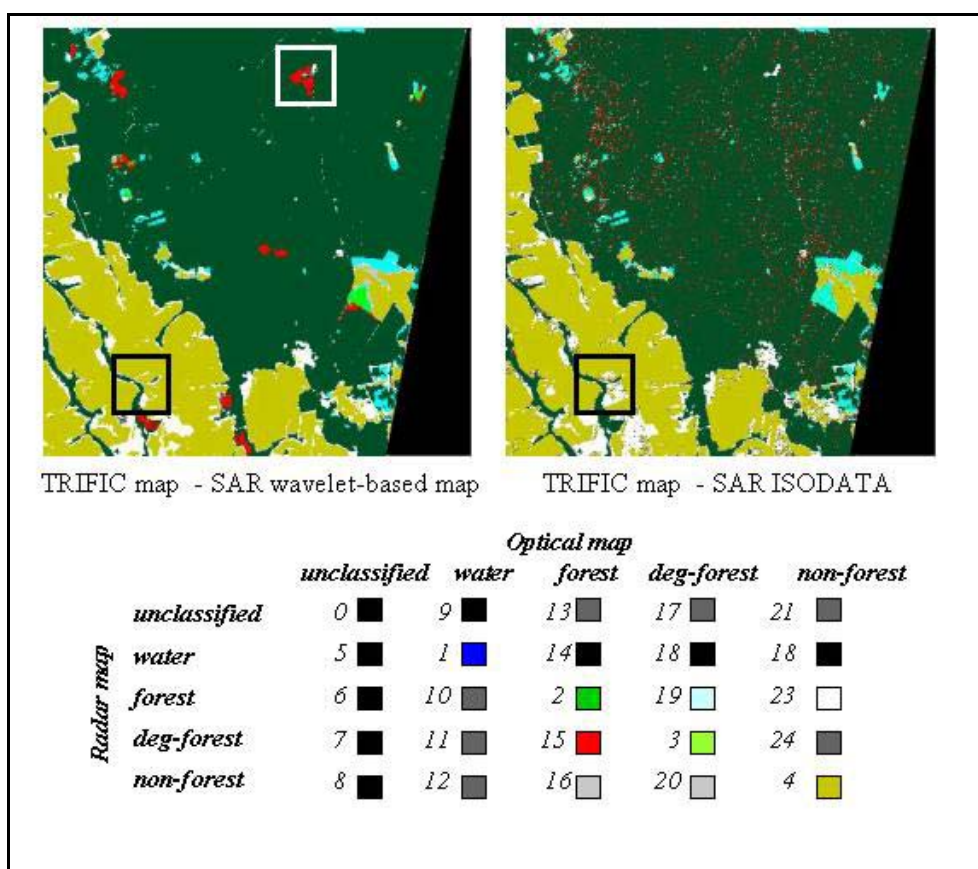 TRIFIC map - SAR wavelet-based map
TRIFIC map - SAR ISODATA
Optical map
unclassified water forest deg-forest non-forest
Radar map
unclassified 0 9 13 17 21
water 5 1 14 18 18
forest 6 10 2 19 23
deg-forest 7 11 15 3 24
non-forest 8 12 16 20 4